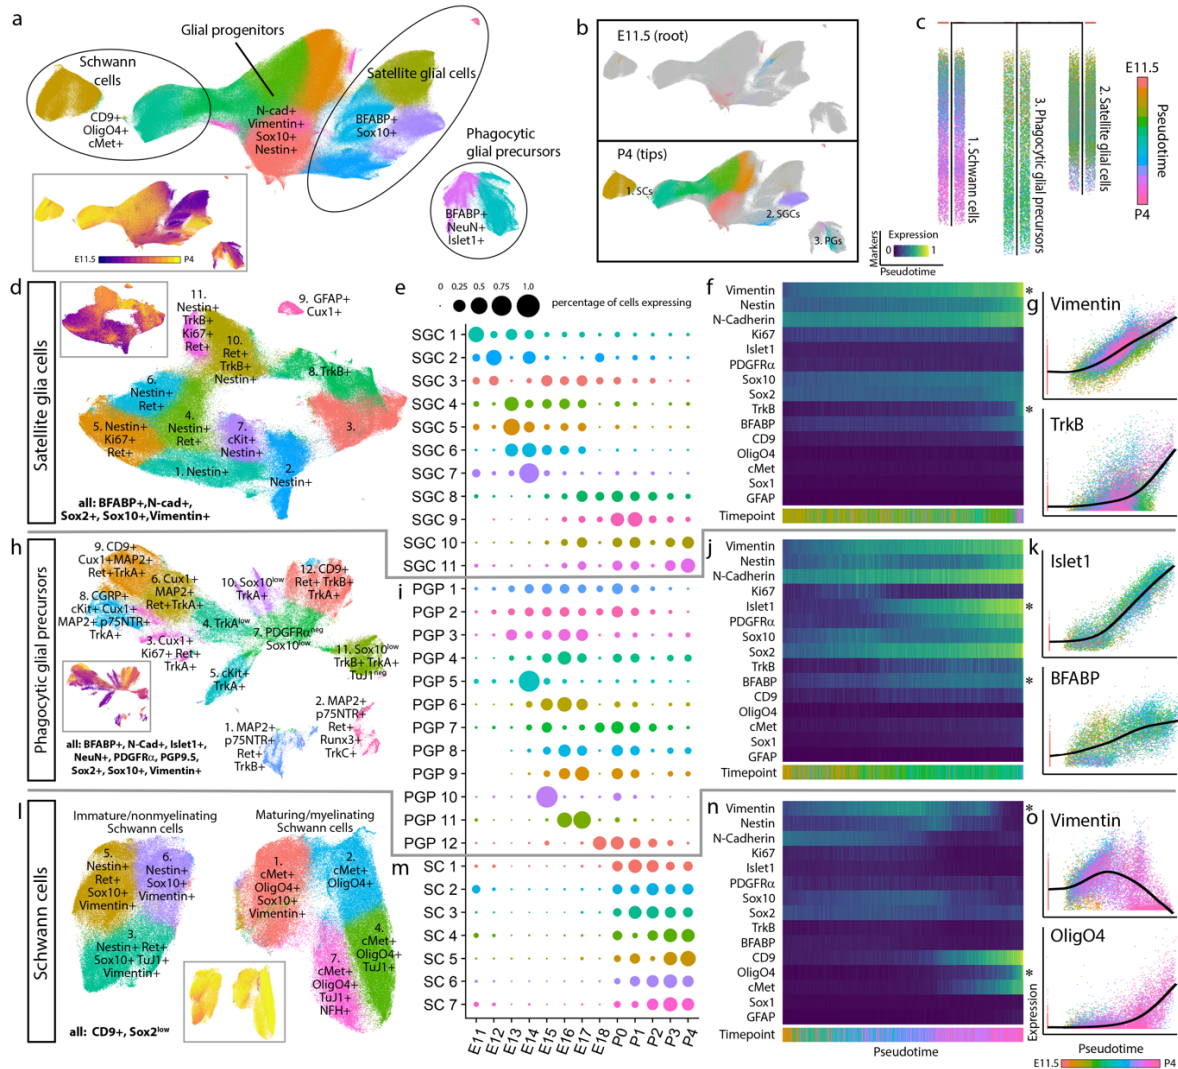 a
Glial progenitors
Schwann
cells
CD9+
OligO4+
cMet+
N-cad+
Vimentin+
Sox10+
Nestin+
Satellite glial cells
BFABP+
Sox10+
Phagocytic
glial precursors
BFABP+
NeuN+
Islet1+
E11.5
P4
b
E11.5 (root)
P4 (tips)
1. SCs
2. SGCs
3. PGs
c
1. Schwann cells
3. Phagocytic glial precursors
2. Satellite glial cells
E11.5
Pseudotime
P4
Markers
Expression
0
1
Pseudotime
d
Satellite glia cells
11.
Nestin+
TrkB+
Ki67+
Ret+
9. GFAP+
Cux1+
10.
Ret+
TrkB+
Nestin+
8. TrkB+
6.
Nestin+
Ret+
5. Nestin+
Ki67+
Ret+
4.
Nestin+
Ret+
7.
cKit+
Nestin+
3.
1. Nestin+
2.
Nestin+
all: BFABP+,N-cad+,
Sox2+, Sox10+,Vimentin+
e
0
0.25
0.5
0.75
1.0
percentage of cells expressing
SGC 1
SGC 2
SGC 3
SGC 4
SGC 5
SGC 6
SGC 7
SGC 8
SGC 9
SGC 10
SGC 11
f
Vimentin
*
Nestin
N-Cadherin
Ki67
Islet1
PDGFRα
Sox10
Sox2
TrkB
*
BFABP
CD9
OligO4
cMet
Sox1
GFAP
Timepoint
g
Vimentin
TrkB
h
Phagocytic glial precursors
9. CD9+
Cux1+MAP2+
Ret+TrkA+
6. Cux1+
MAP2+
Ret+TrkA+
10. Sox10low
TrkA+
12. CD9+
Ret+ TrkB+
TrkA+
8. CGRP+
cKit+ Cux1+
MAP2+ p75NTR+
TrkA+
4. TrkAlow
7. PDGFRαneg
Sox10low
3. Cux1+
Ki67+ Ret+
TrkA+
5. cKit+
TrkA+
11. Sox10low
TrkB+ TrkA+
TuJ1neg
1. MAP2+
p75NTR+
Ret+
TrkB+
2. MAP2+
p75NTR+
Ret+
Runx3+
TrkC+
all: BFABP+, N-Cad+, Islet1+,
NeuN+, PDGFRα, PGP9.5,
Sox2+, Sox10+, Vimentin+
i
PGP 1
PGP 2
PGP 3
PGP 4
PGP 5
PGP 6
PGP 7
PGP 8
PGP 9
PGP 10
PGP 11
PGP 12
j
Vimentin
Nestin
N-Cadherin
Ki67
Islet1
*
PDGFRα
Sox10
Sox2
TrkB
BFABP
*
CD9
OligO4
cMet
Sox1
GFAP
Timepoint
k
Islet1
BFABP
l
Schwann cells
Immature/nonmyelinating
Schwann cells
Maturing/myelinating
Schwann cells
5.
Nestin+
Ret+
Sox10+
Vimentin+
6.
Nestin+
Sox10+
Vimentin+
3.
Nestin+ Ret+
Sox10+ TuJ1+
Vimentin+
1.
cMet+
OligO4+
Sox10+
Vimentin+
2.
cMet+
OligO4+
4.
cMet+
OligO4+
TuJ1+
7.
cMet+
OligO4+
TuJ1+
NFH+
all: CD9+, Sox2low
m
SC 1
SC 2
SC 3
SC 4
SC 5
SC 6
SC 7
E11
E12
E13
E14
E15
E16
E17
E18
P0
P1
P2
P3
P4
n
Vimentin
*
Nestin
N-Cadherin
Ki67
Islet1
PDGFRα
Sox10
Sox2
TrkB
BFABP
CD9
OligO4
*
cMet
Sox1
GFAP
Timepoint
Pseudotime
o
Vimentin
OligO4
Expression
Pseudotime
E11.5
P4